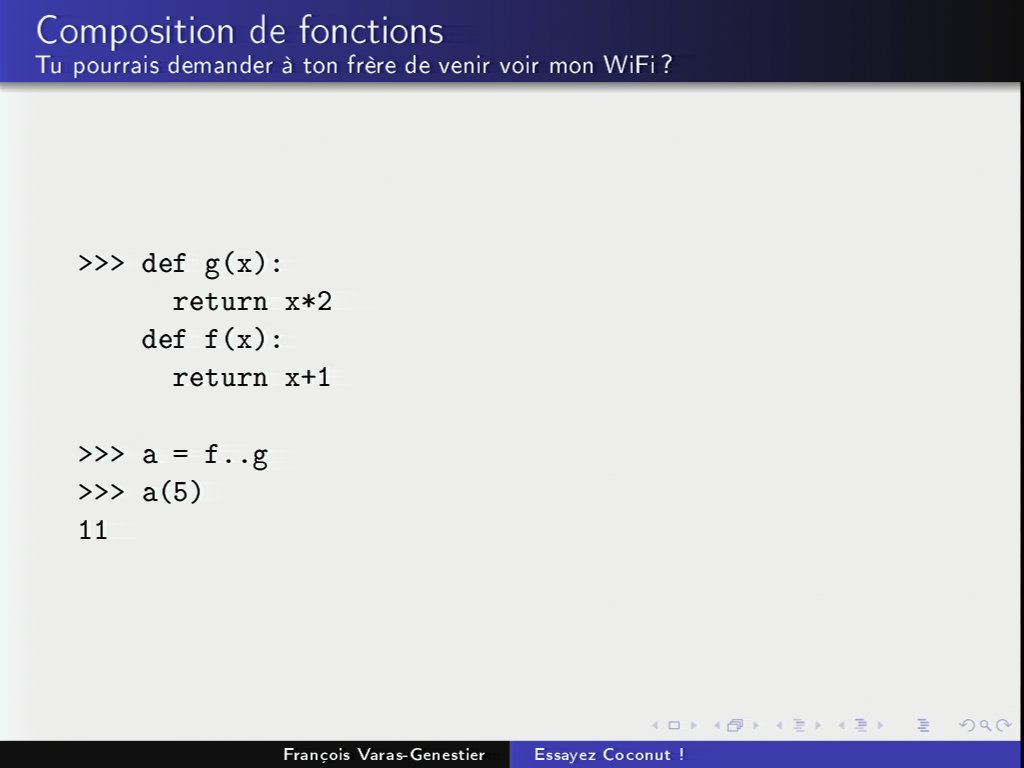 Composition de fonctions
Tu pourrais demander à ton frère de venir voir mon WiFi ?
>>> def g(x):
return x*2
def f(x):
return x+1
>>> a = f..g
>>> a(5)
11
François Varas-Genestier
Essayez Coconut !